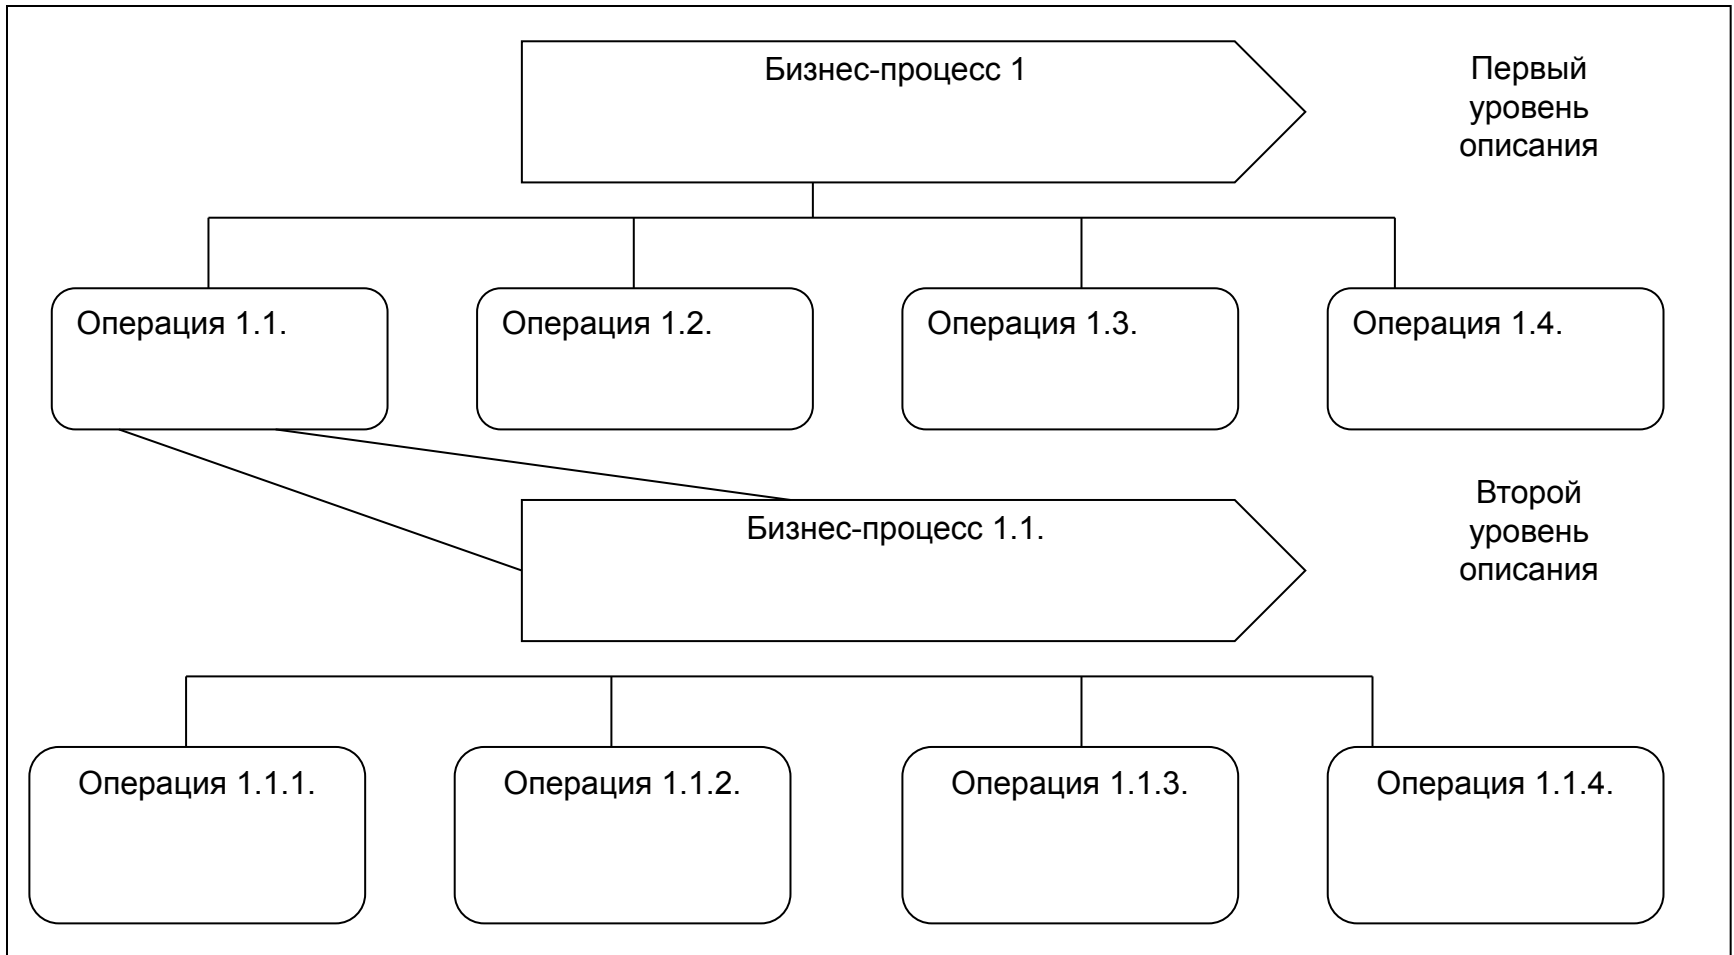 Бизнес-процесс 1
Первый
уровень
описания
Операция 1.1.
Операция 1.2.
Операция 1.3.
Операция 1.4.
Бизнес-процесс 1.1.
Второй
уровень
описания
Операция 1.1.1.
Операция 1.1.2.
Операция 1.1.3.
Операция 1.1.4.